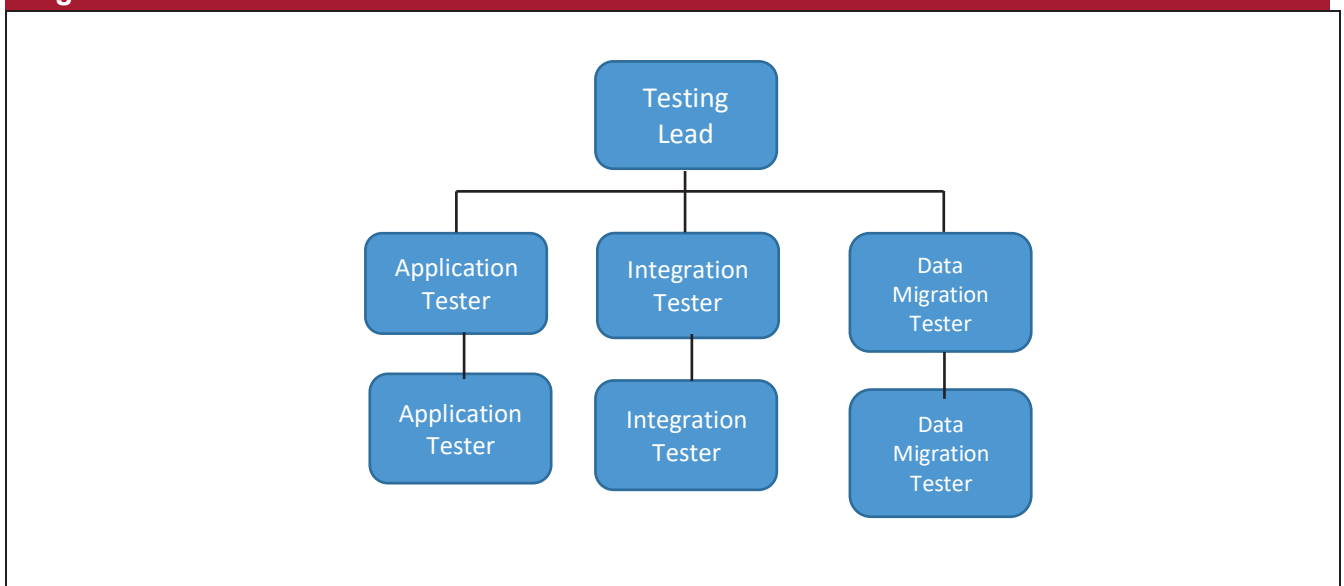 Testing
Lead
Application
Tester
Integration
Tester
Data
Migration
Tester
Application
Tester
Integration
Tester
Data
Migration
Tester